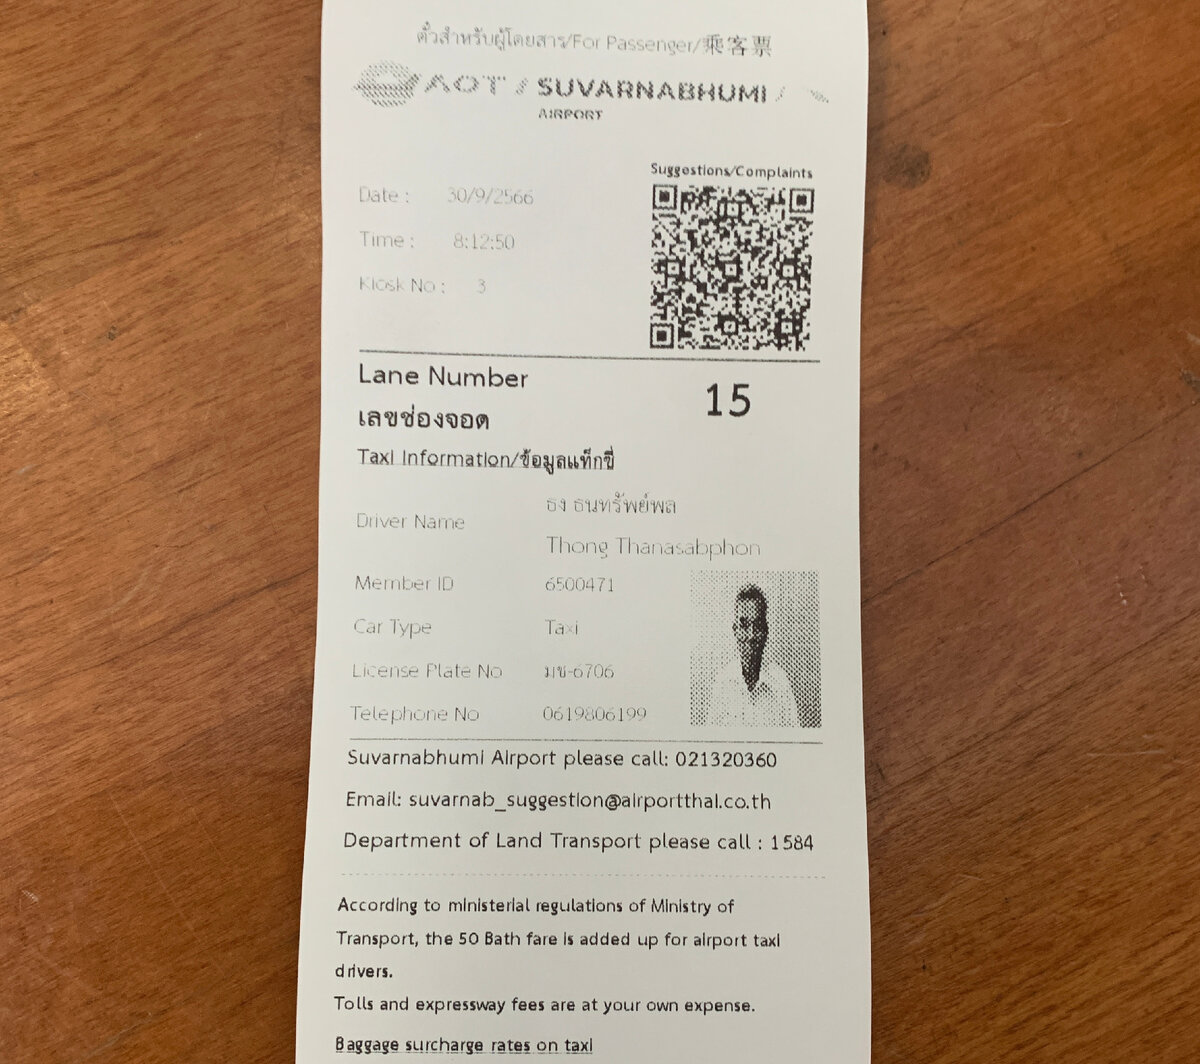 ตั๋วสำหรับผู้โดยสาร/For Passenger/乘客票
AOT / SUVARNABHUMI /
AIRPORT
Suggestions/Complaints
Date : 30/9/2566
Time : 8:12:50
Kiosk No : 3
Lane Number 15
เลขช่องจอด
Taxi Information/ข้อมูลแท็กซี่
ธง ธนทรัพย์พล
Driver Name
Thong Thanasabphon
Member ID 6500471
Car Type Taxi
License Plate No มช-6706
Telephone No 0619806199
Suvarnabhumi Airport please call: 021320360
Email: suvarnab_suggestion@airportthai.co.th
Department of Land Transport please call : 1584
According to ministerial regulations of Ministry of
Transport, the 50 Bath fare is added up for airport taxi
drivers.
Tolls and expressway fees are at your own expense.
Baggage surcharge rates on taxi